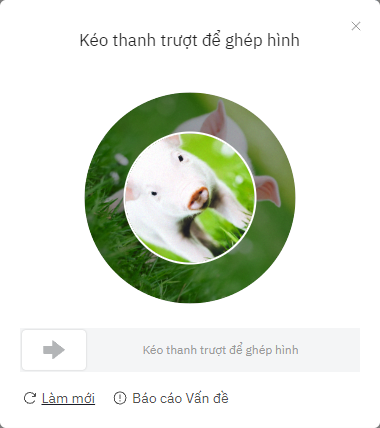 Kéo thanh trượt để ghép hình
Kéo thanh trượt để ghép hình
Làm mới
Báo cáo Vấn đề